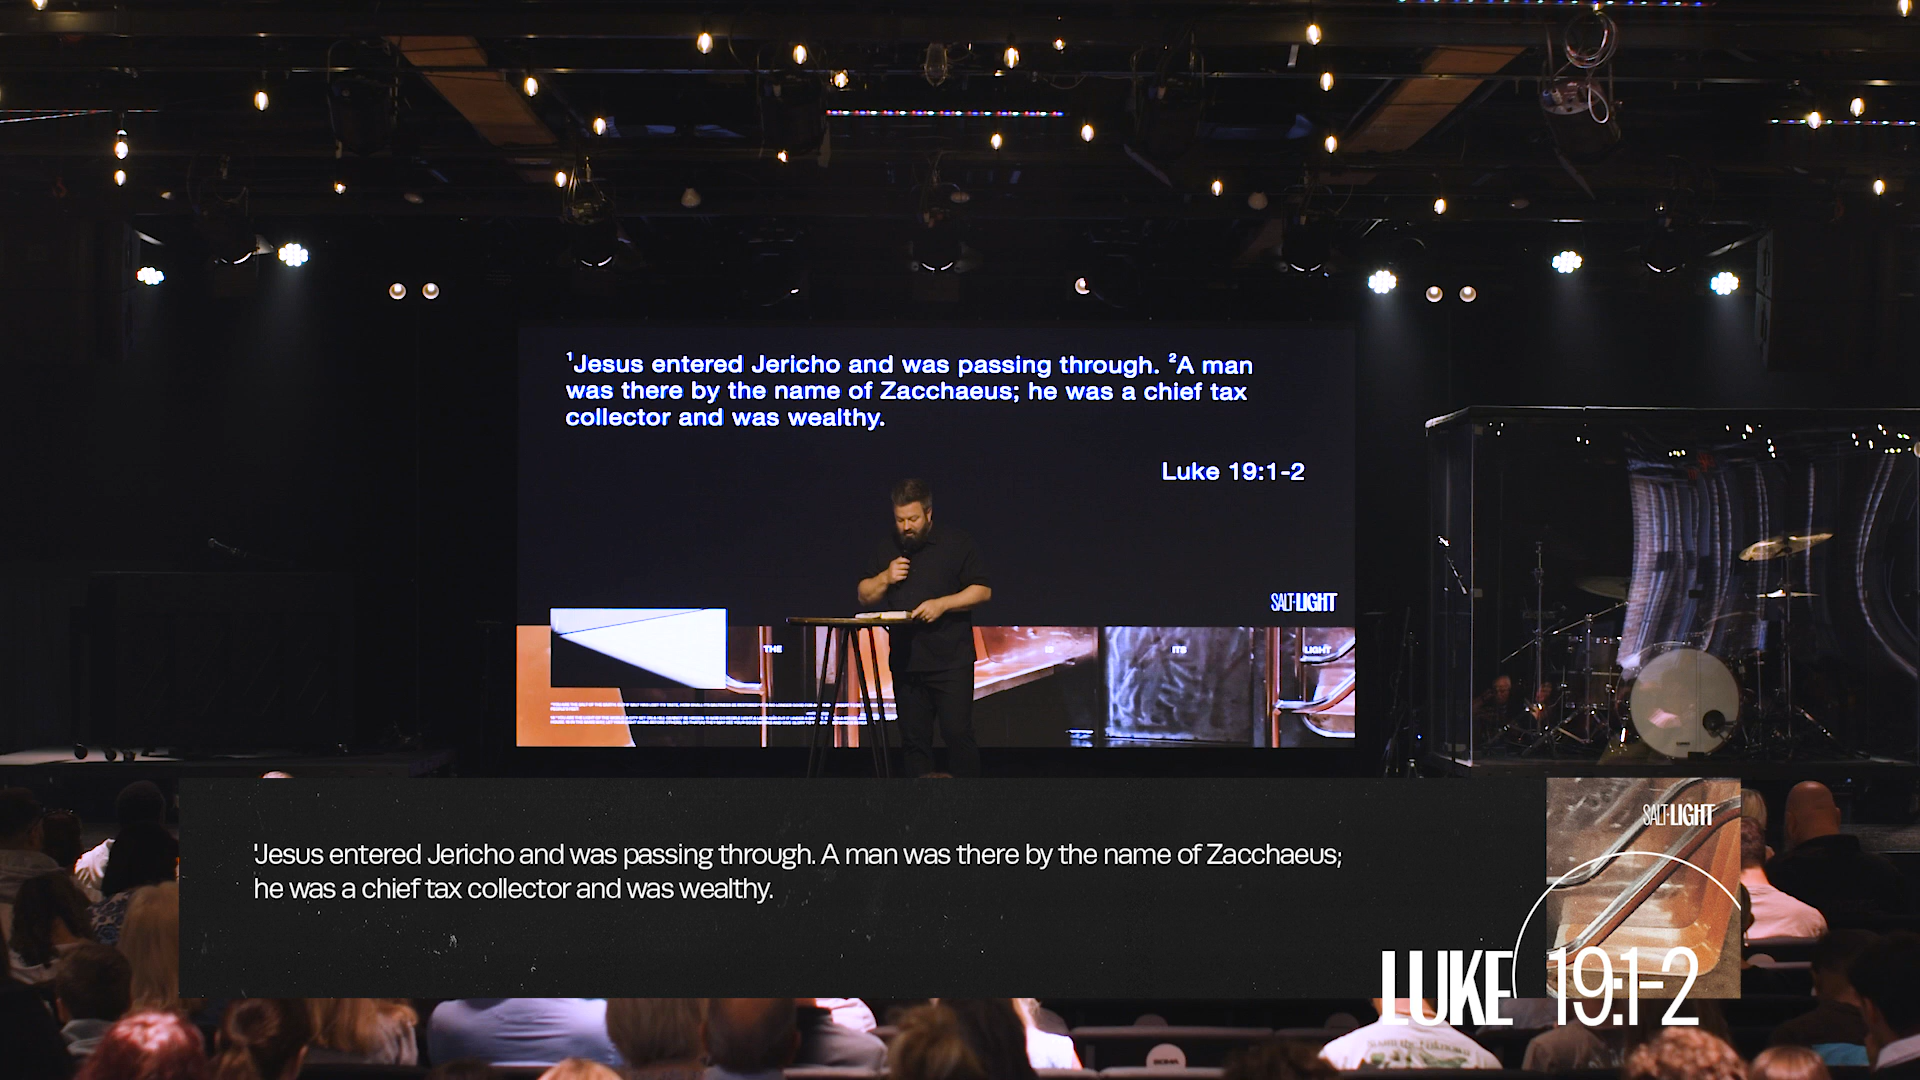 ¹Jesus entered Jericho and was passing through. ²A man
was there by the name of Zacchaeus; he was a chief tax
collector and was wealthy.
Luke 19:1-2
SALT+LIGHT
THE
IS
ITS
LIGHT
'Jesus entered Jericho and was passing through. A man was there by the name of Zacchaeus;
he was a chief tax collector and was wealthy.
SALT+LIGHT
LUKE 19:1-2